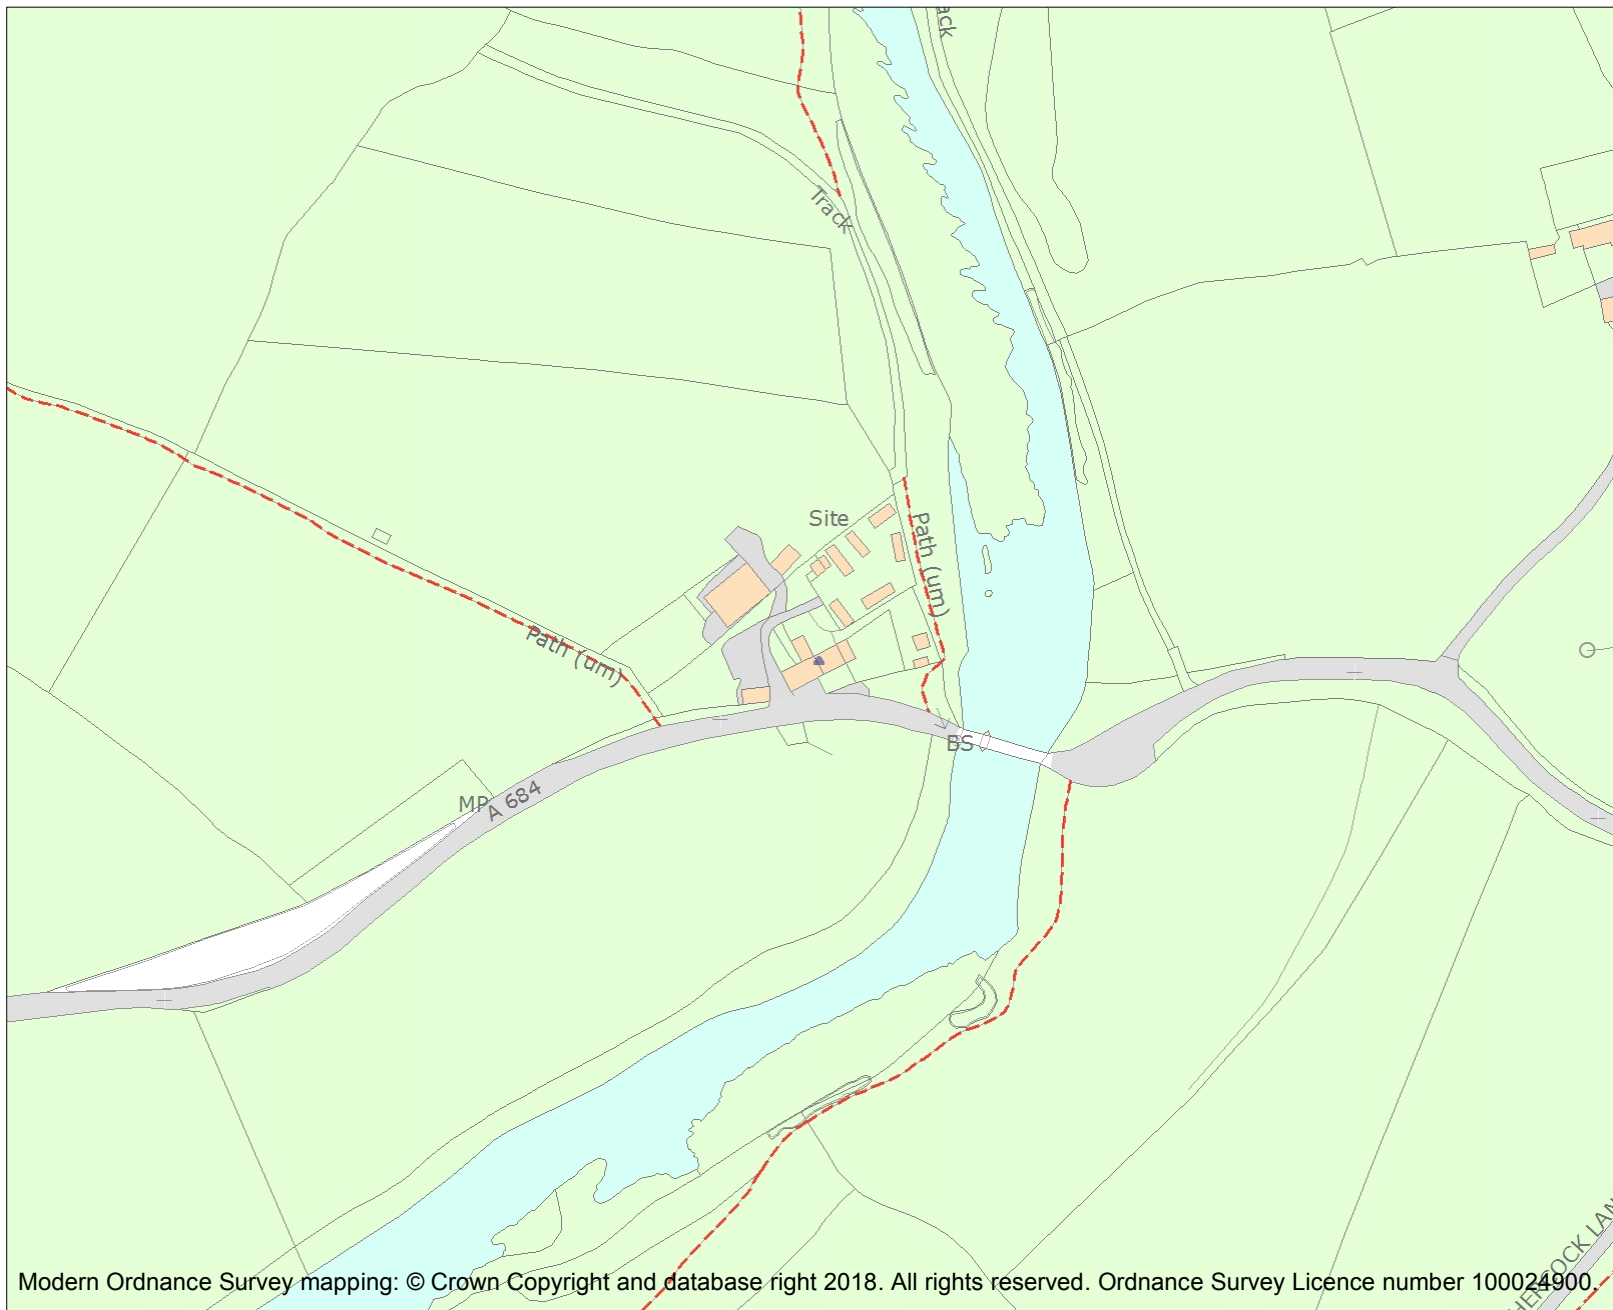 Track
Site
Path (um)
Path (um)
BS
MP
A 684
Modern Ordnance Survey mapping: © Crown Copyright and database right 2018. All rights reserved. Ordnance Survey Licence number 100024900.